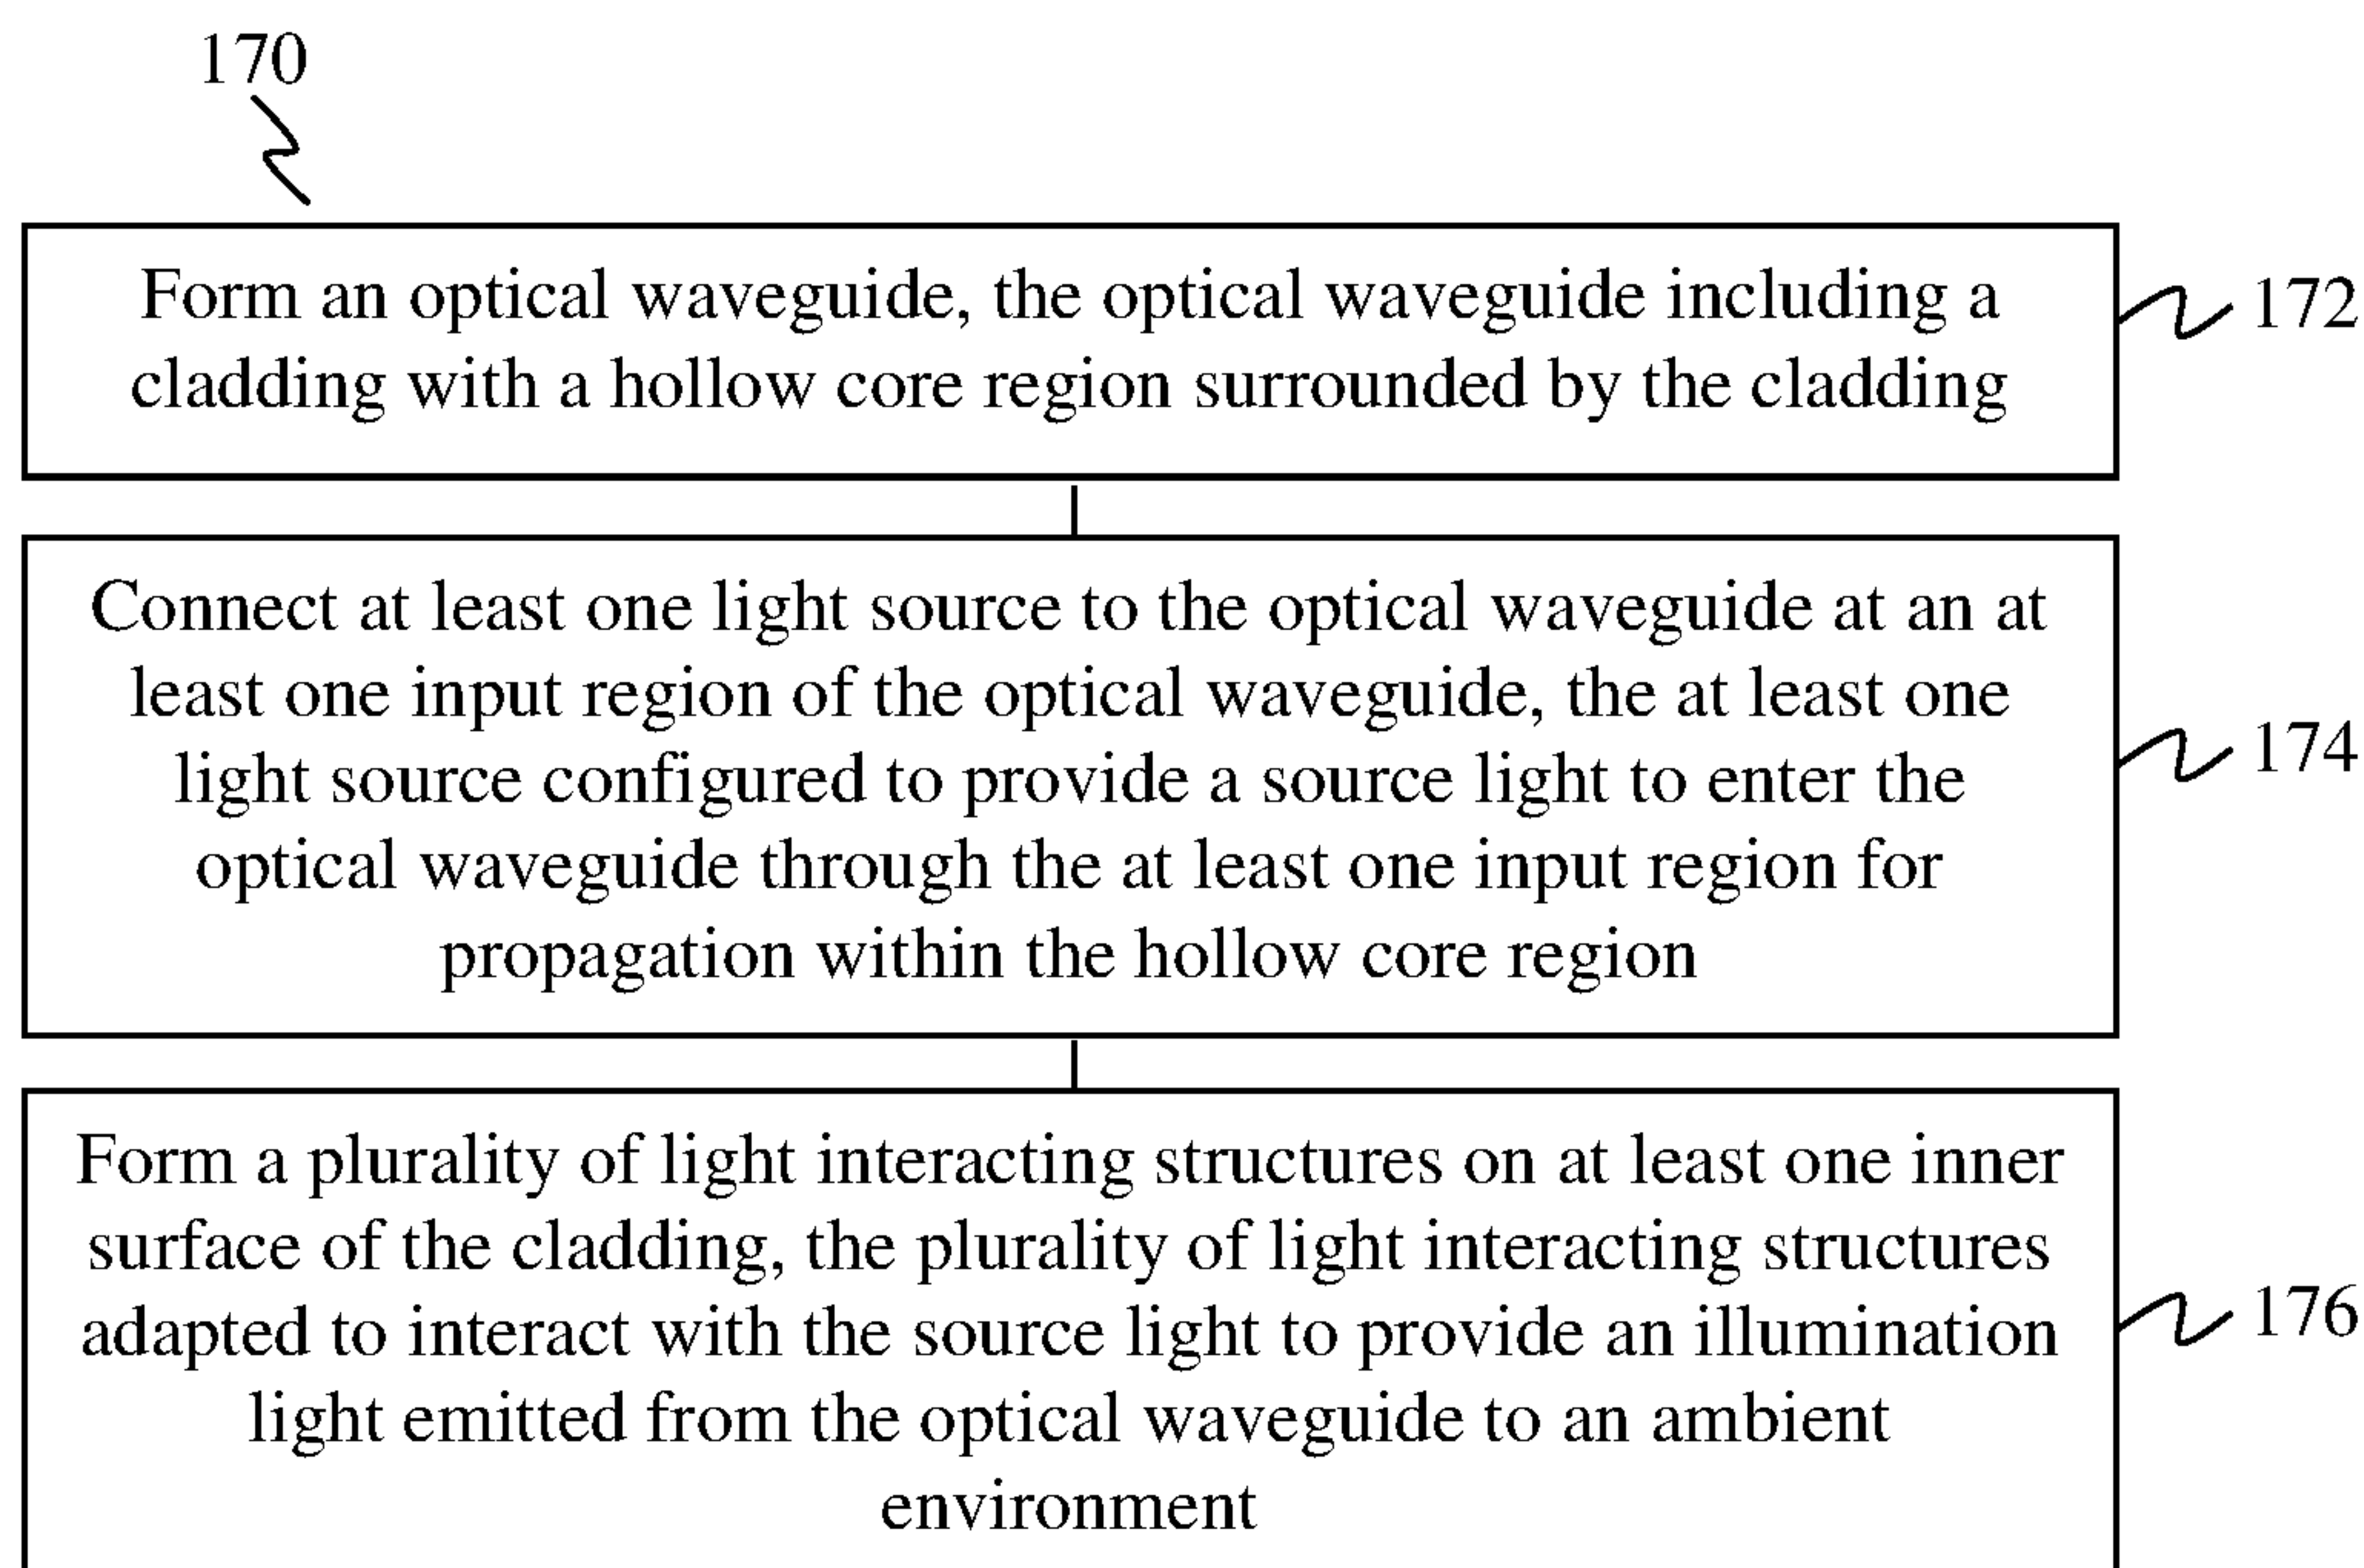 170
Form an optical waveguide, the optical waveguide including a
cladding with a hollow core region surrounded by the cladding
172
Connect at least one light source to the optical waveguide at an at
least one input region of the optical waveguide, the at least one
light source configured to provide a source light to enter the
optical waveguide through the at least one input region for
propagation within the hollow core region
174
Form a plurality of light interacting structures on at least one inner
surface of the cladding, the plurality of light interacting structures
adapted to interact with the source light to provide an illumination
light emitted from the optical waveguide to an ambient
environment
176